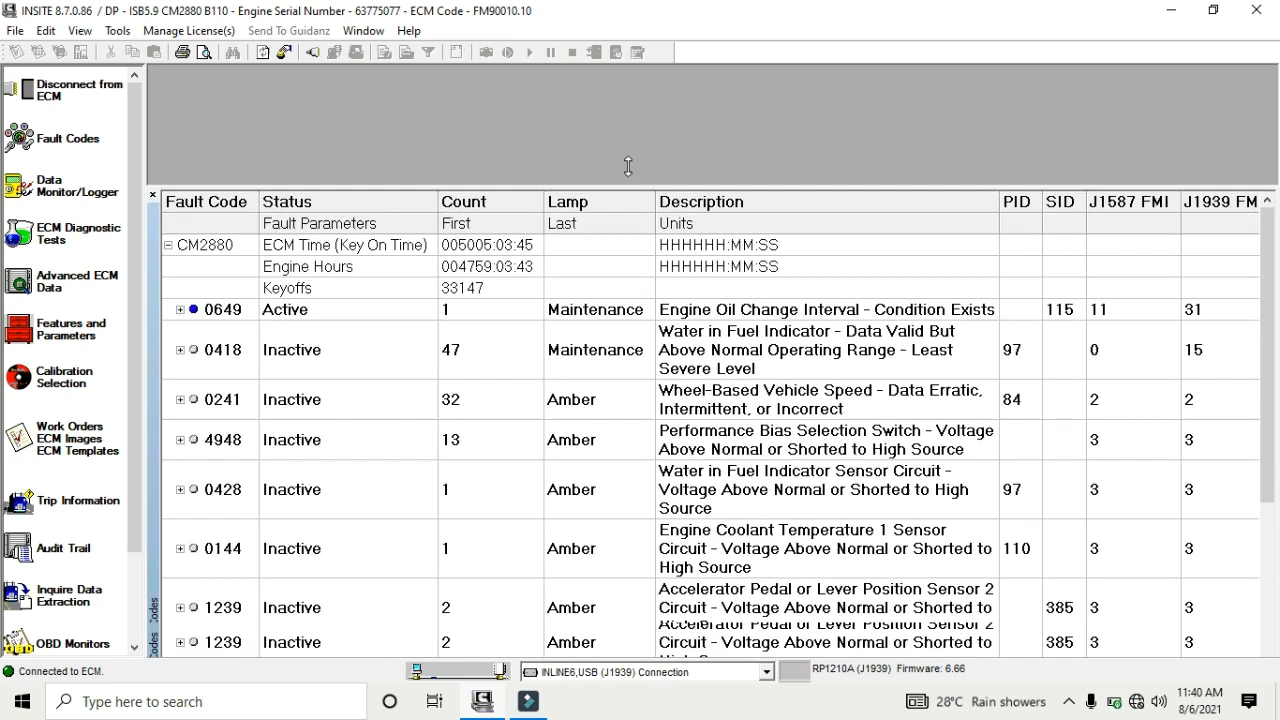 INSITE 8.7.0.86 / DP - ISB5.9 CM2880 B110 - Engine Serial Number - 63775077 - ECM Code - FM90010.10
File Edit View Tools Manage License(s) Send To Guidanz Window Help
Disconnect from
ECM
Fault Codes
Data
Monitor/Logger
ECM Diagnostic
Tests
Advanced ECM
Data
Features and
Parameters
Calibration
Selection
Work Orders
ECM Images
ECM Templates
Trip Information
Audit Trail
Inquire Data
Extraction
OBD Monitors
Fault Code Status Count Lamp Description PID SID J1587 FMI J1939 FM
Fault Parameters First Last Units
CM2880 ECM Time (Key On Time) 005005:03:45 HHHHHH:MM:SS
Engine Hours 004759:03:43 HHHHHH:MM:SS
Keyoffs 33147
0649 Active 1 Maintenance Engine Oil Change Interval - Condition Exists 115 11 31
Water in Fuel Indicator - Data Valid But
0418 Inactive 47 Maintenance Above Normal Operating Range - Least 97 0 15
Severe Level
Wheel-Based Vehicle Speed - Data Erratic,
0241 Inactive 32 Amber Intermittent, or Incorrect 84 2 2
Performance Bias Selection Switch - Voltage
4948 Inactive 13 Amber Above Normal or Shorted to High Source 3 3
Water in Fuel Indicator Sensor Circuit -
0428 Inactive 1 Amber Voltage Above Normal or Shorted to High 97 3 3
Source
Engine Coolant Temperature 1 Sensor
0144 Inactive 1 Amber Circuit - Voltage Above Normal or Shorted to 110 3 3
High Source
Accelerator Pedal or Lever Position Sensor 2
1239 Inactive 2 Amber Circuit - Voltage Above Normal or Shorted to 385 3 3
Accelerator Pedal or Lever Position Sensor 2
1239 Inactive 2 Amber Circuit - Voltage Above Normal or Shorted to 385 3 3
Codes
Codes
Connected to ECM.
INLINE6,USB (J1939) Connection
RP1210A (J1939) Firmware: 6.66
Type here to search
28°C Rain showers
11:40 AM
8/6/2021